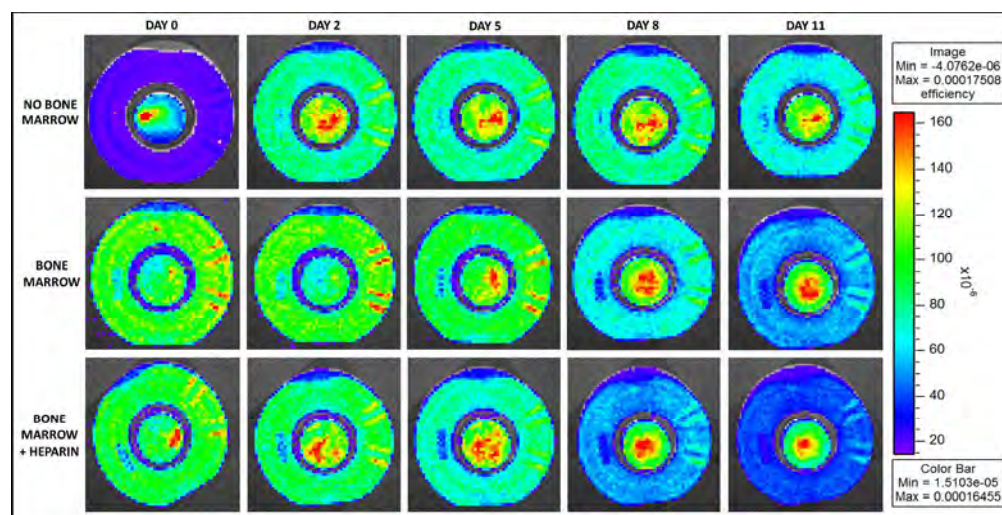 DAY 0 DAY 2 DAY 5 DAY 8 DAY 11
NO BONE
MARROW
BONE
MARROW
BONE
MARROW
+ HEPARIN
Image
Min = -4.0762e-06
Max = 0.00017508
efficiency
160
140
120
100
80
60
40
20
x10⁻⁶
Color Bar
Min = 1.5103e-05
Max = 0.00016455